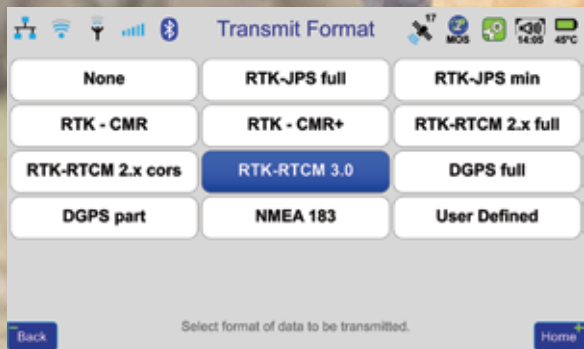 Transmit Format
17
MOS
14:05
45°C
None
RTK-JPS full
RTK-JPS min
RTK - CMR
RTK - CMR+
RTK-RTCM 2.x full
RTK-RTCM 2.x cors
RTK-RTCM 3.0
DGPS full
DGPS part
NMEA 183
User Defined
Select format of data to be transmitted.
Back
Home